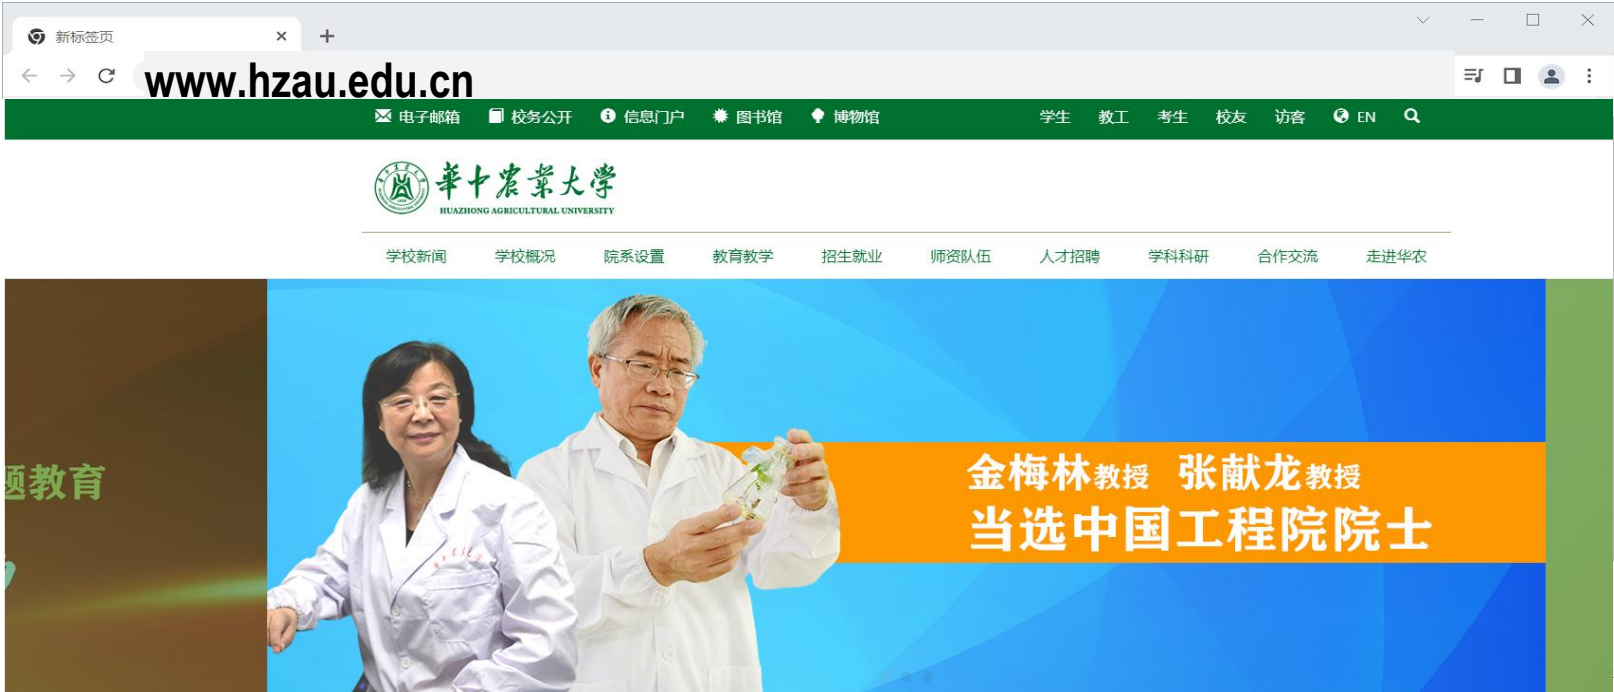 新标签页
www.hzau.edu.cn
电子邮箱 校务公开 信息门户 图书馆 博物馆 学生 教工 考生 校友 访客 EN
華中农業大学
HUAZHONG AGRICULTURAL UNIVERSITY
学校新闻 学校概况 院系设置 教育教学 招生就业 师资队伍 人才招聘 学科科研 合作交流 走进华农
题教育
金梅林教授 张献龙教授
当选中国工程院院士